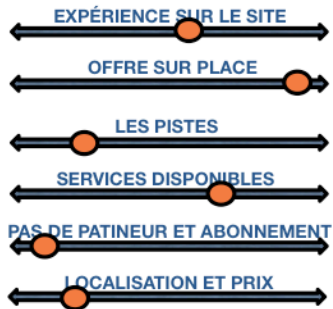 EXPÉRIENCE SUR LE SITE
OFFRE SUR PLACE
LES PISTES
SERVICES DISPONIBLES
PAS DE PATINEUR ET ABONNEMENT
LOCALISATION ET PRIX